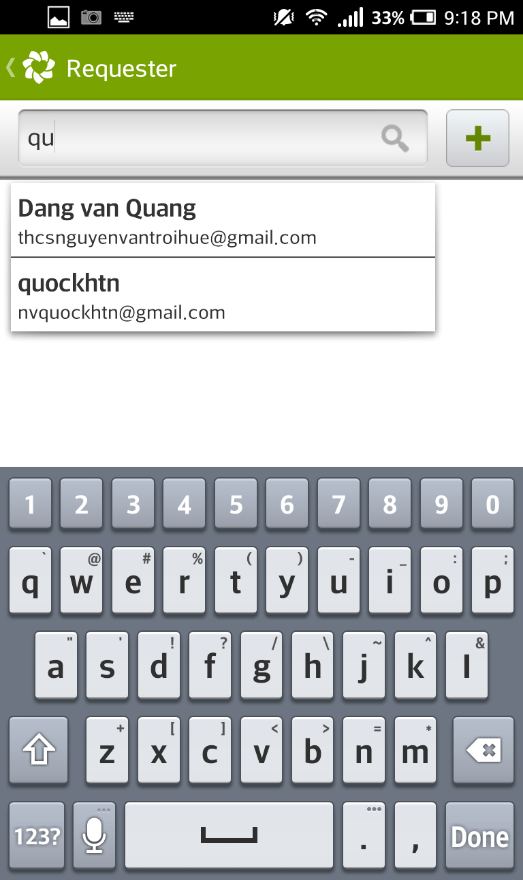 33% 9:18 PM
Requester
qu
Dang van Quang
thcsnguyenvantroihue@gmail.com
quockhtn
nvquockhtn@gmail.com
1 2 3 4 5 6 7 8 9 0
` @ # % ( ) - _ : ;
q w e r t y u i o p
" ' ! ? / \ ~ ^ &
a s d f g h j k l
+ [ ] < > = *
z x c v b n m
123? . , Done